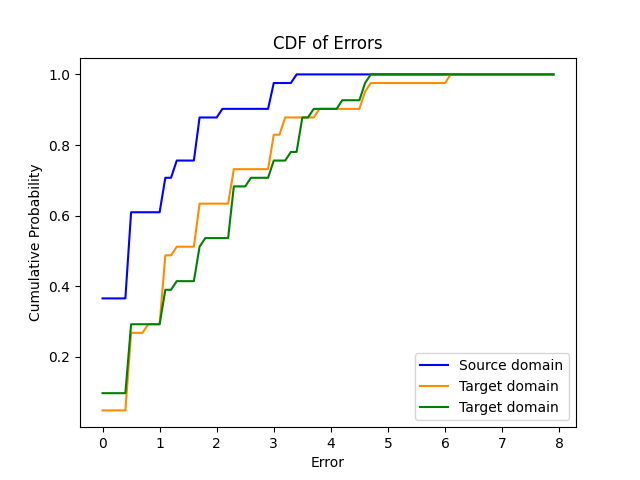 CDF of Errors
Cumulative Probability
1.0
0.8
0.6
0.4
0.2
0 1 2 3 4 5 6 7 8
Error
Source domain
Target domain
Target domain